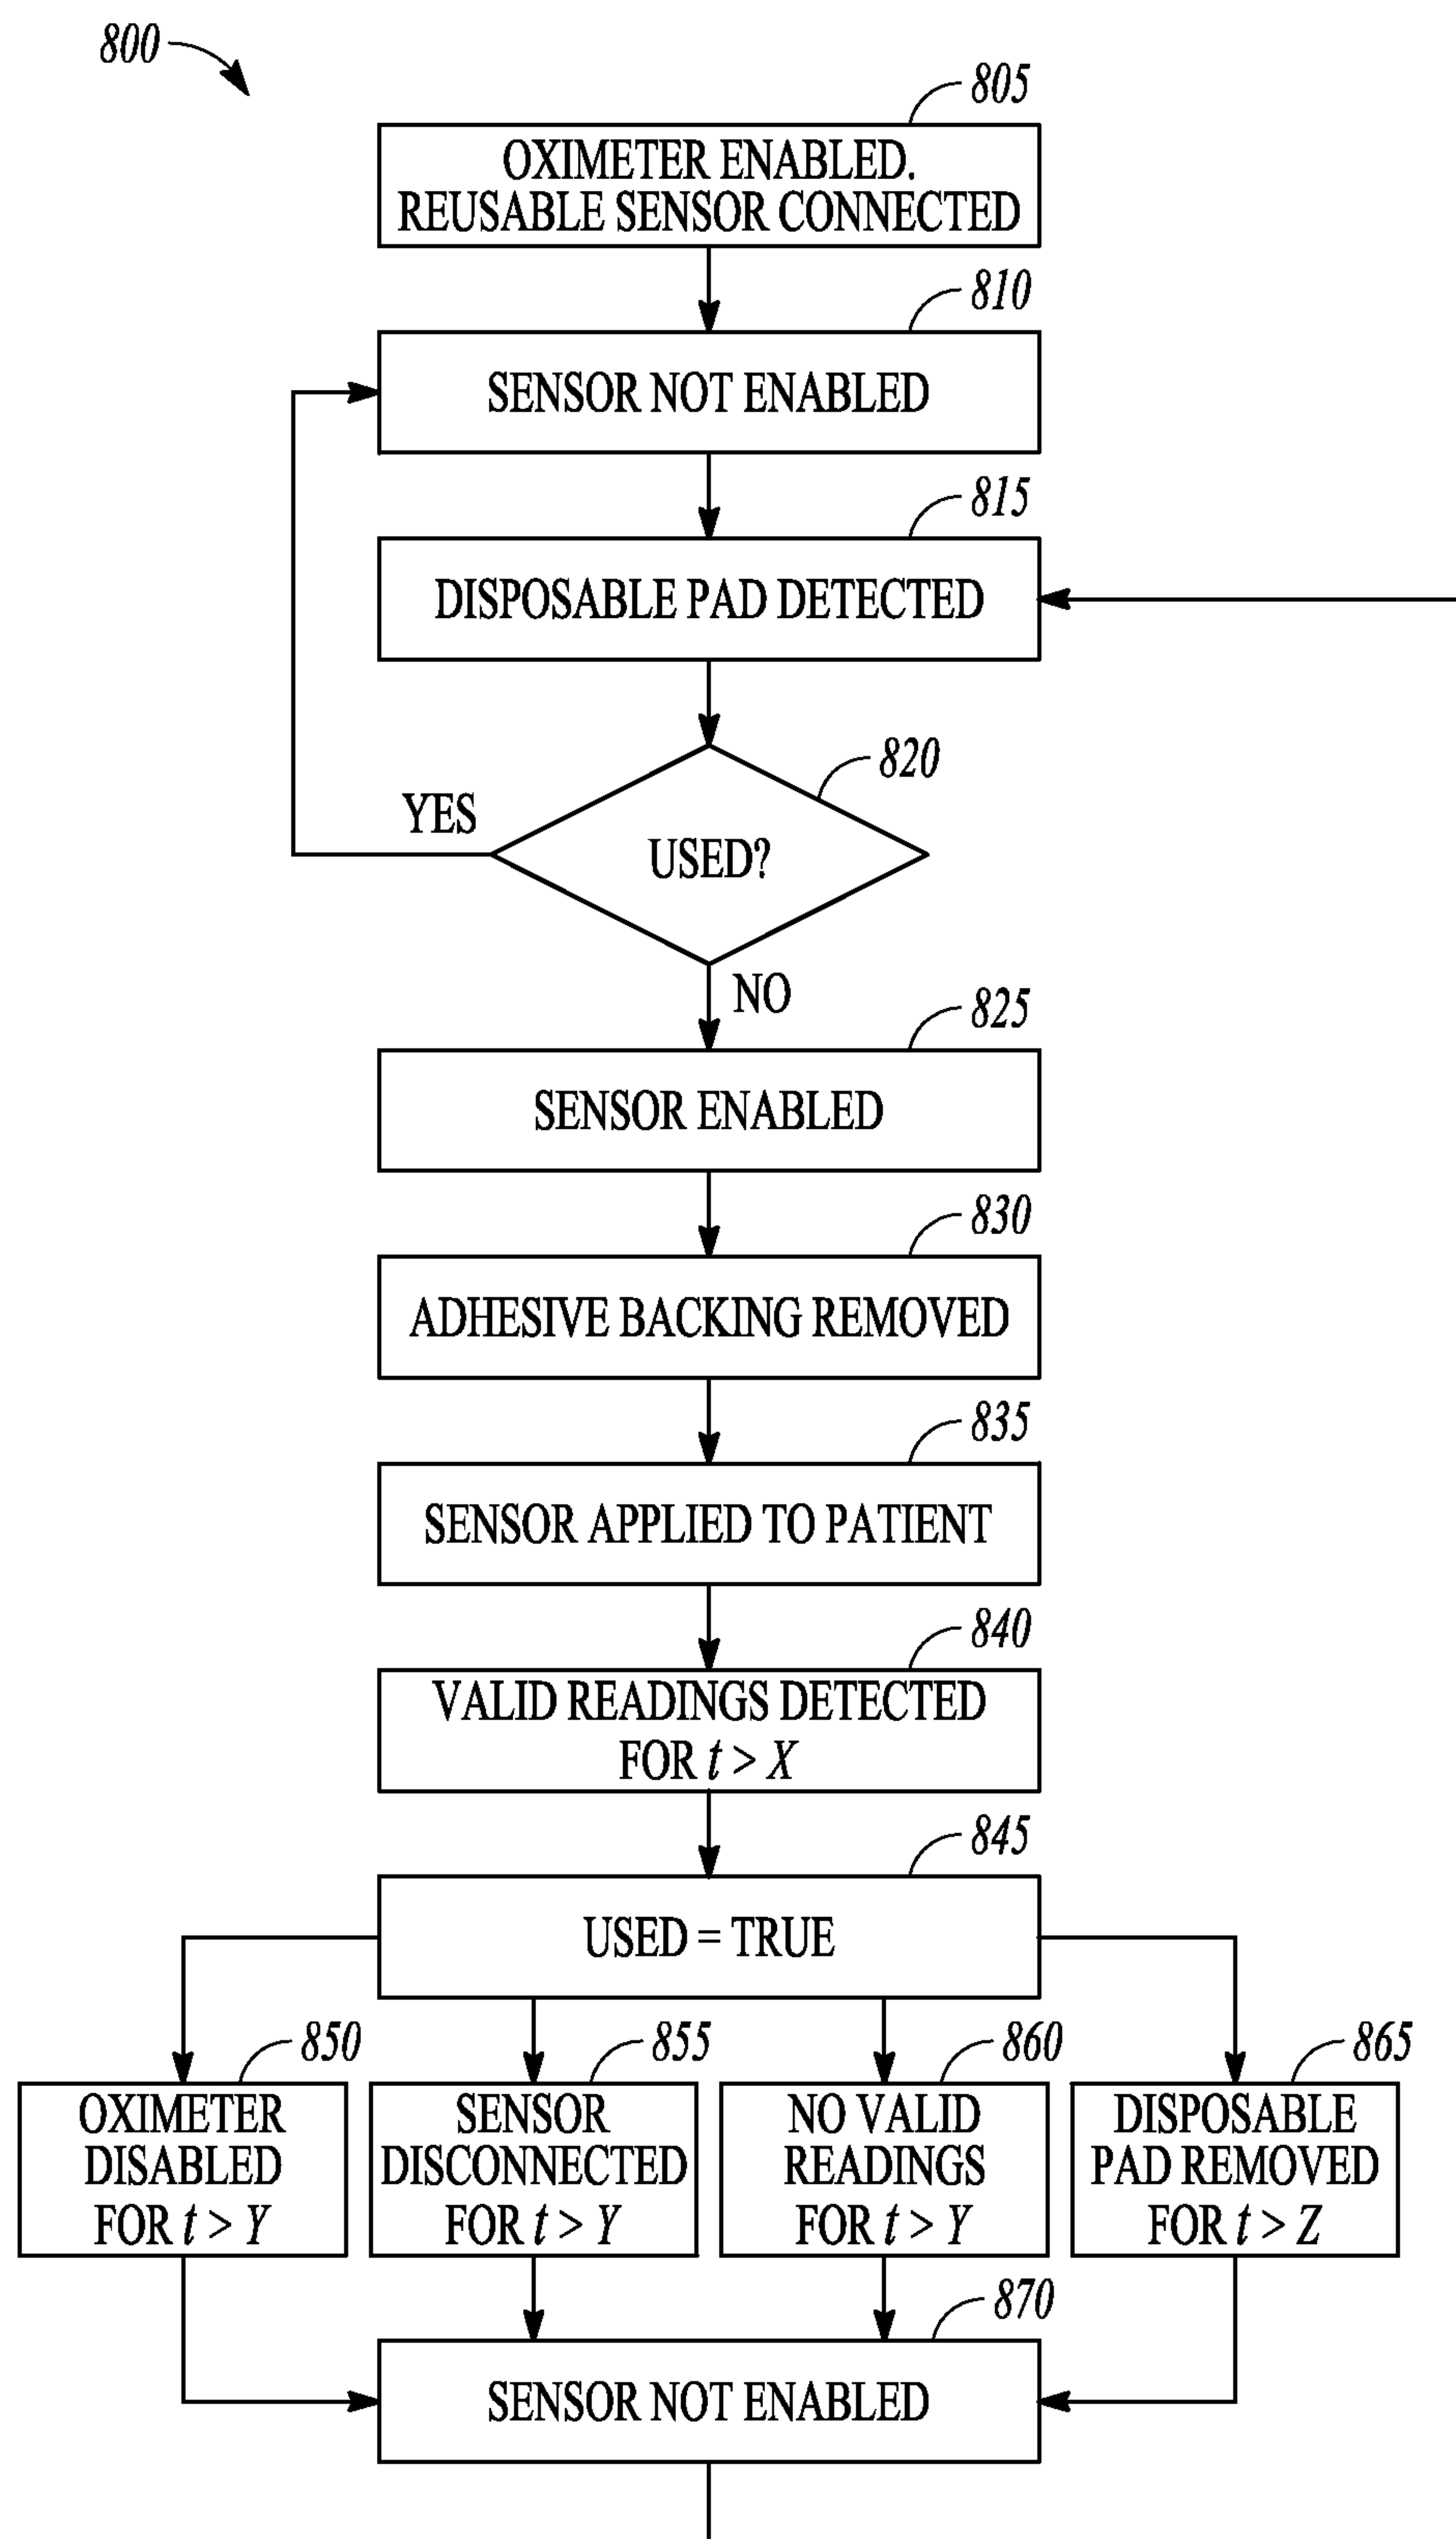 800
805
OXIMETER ENABLED.
REUSABLE SENSOR CONNECTED
810
SENSOR NOT ENABLED
815
DISPOSABLE PAD DETECTED
820
YES
USED?
NO
825
SENSOR ENABLED
830
ADHESIVE BACKING REMOVED
835
SENSOR APPLIED TO PATIENT
840
VALID READINGS DETECTED
FOR t > X
845
USED = TRUE
850
OXIMETER
DISABLED
FOR t > Y
855
SENSOR
DISCONNECTED
FOR t > Y
860
NO VALID
READINGS
FOR t > Y
865
DISPOSABLE
PAD REMOVED
FOR t > Z
870
SENSOR NOT ENABLED